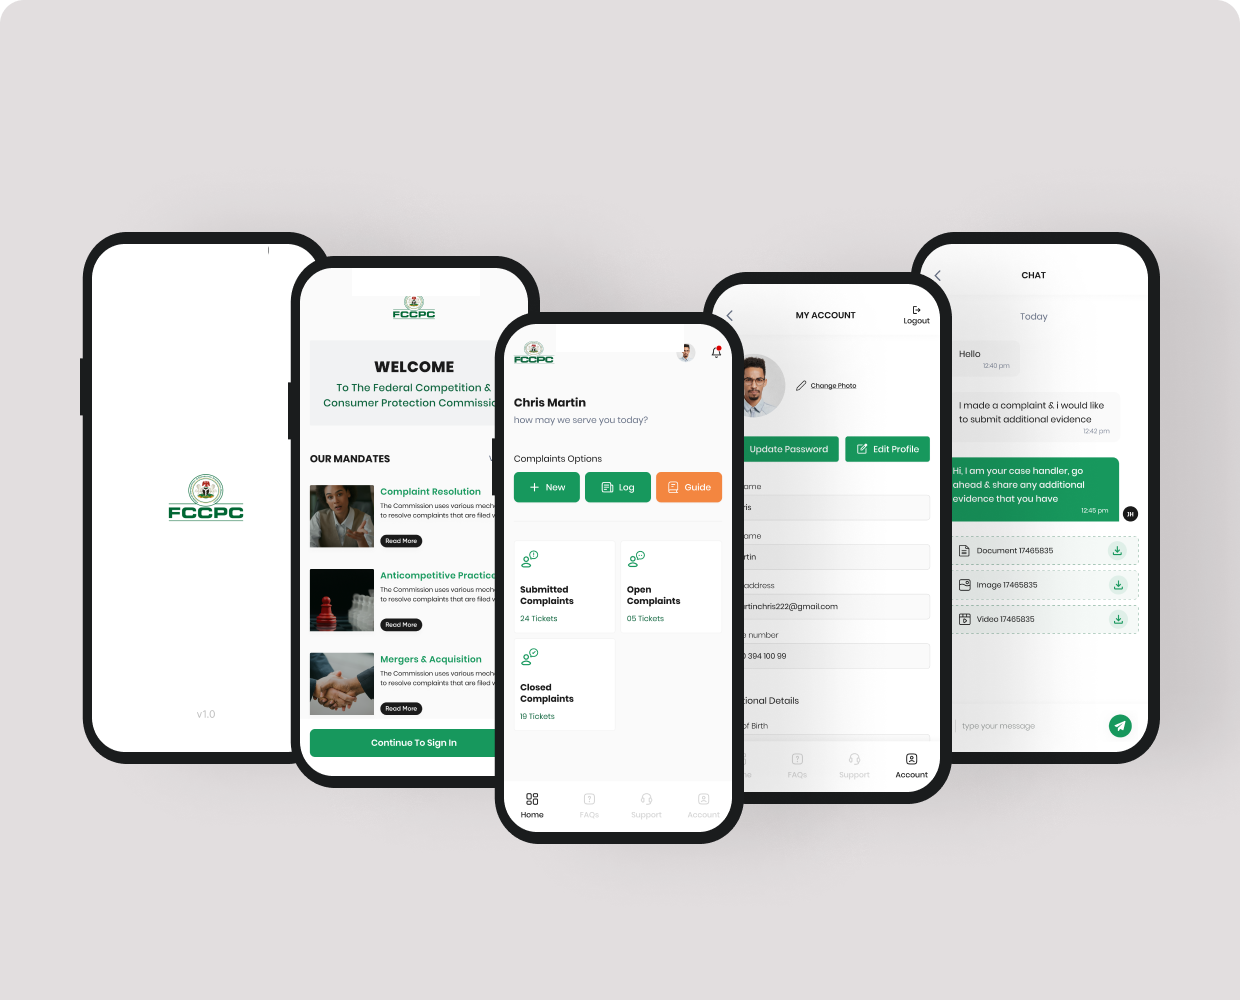 FCCPC
v1.0
FCCPC
WELCOME
To The Federal Competition &
Consumer Protection Commissio
OUR MANDATES
Complaint Resolution
The Commission uses various mech
to resolve complaints that are filed w
Read More
Anticompetitive Practice
The Commission uses various mech
to resolve complaints that are filed w
Read More
Mergers & Acquisition
The Commission uses various mech
to resolve complaints that are filed w
Read More
Continue To Sign In
FCCPC
Chris Martin
how may we serve you today?
Complaints Options
New
Log
Guide
Submitted
Complaints
24 Tickets
Open
Complaints
05 Tickets
Closed
Complaints
19 Tickets
Home
FAQs
Support
Account
MY ACCOUNT
Logout
Change Photo
Update Password
Edit Profile
ame
ris
ame
rtin
address
rtinchris222@gmail.com
number
394 100 99
tional Details
of Birth
FAQs
Support
Account
CHAT
Today
Hello
12:40 pm
I made a complaint & i would like
to submit additional evidence
12:42 pm
Hi, I am your case handler, go
ahead & share any additional
evidence that you have
12:45 pm
JH
Document 17465835
Image 17465835
Video 17465835
type your message